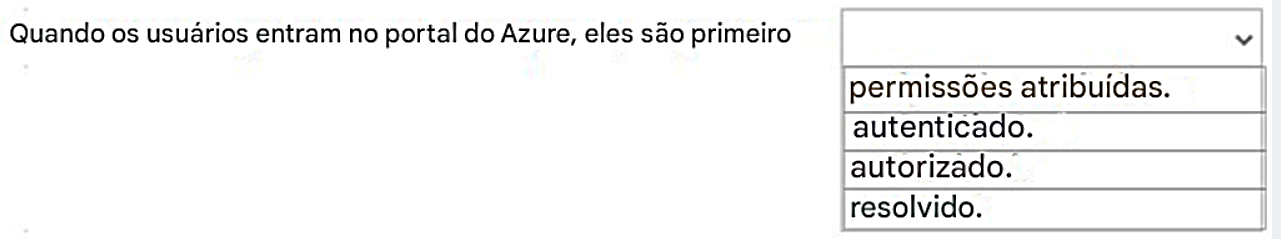 Quando os usuários entram no portal do Azure, eles são primeiro
permissões atribuídas.
autenticado.
autorizado.
resolvido.